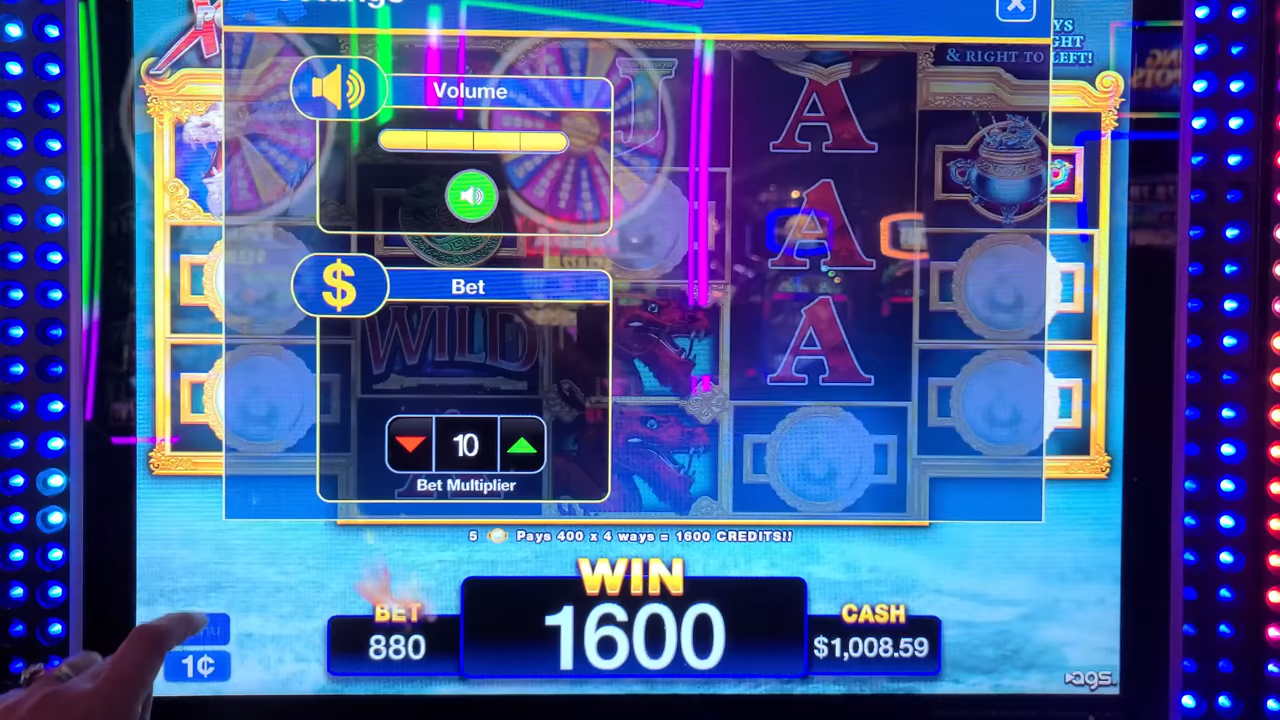 & RIGHT TO LEFT!
Volume
J
A
A
A
$
Bet
WILD
10
Bet Multiplier
5 Pays 400 x 4 ways = 1600 CREDITS!!
WIN
1600
BET
880
CASH
$1,008.59
1¢
ags.